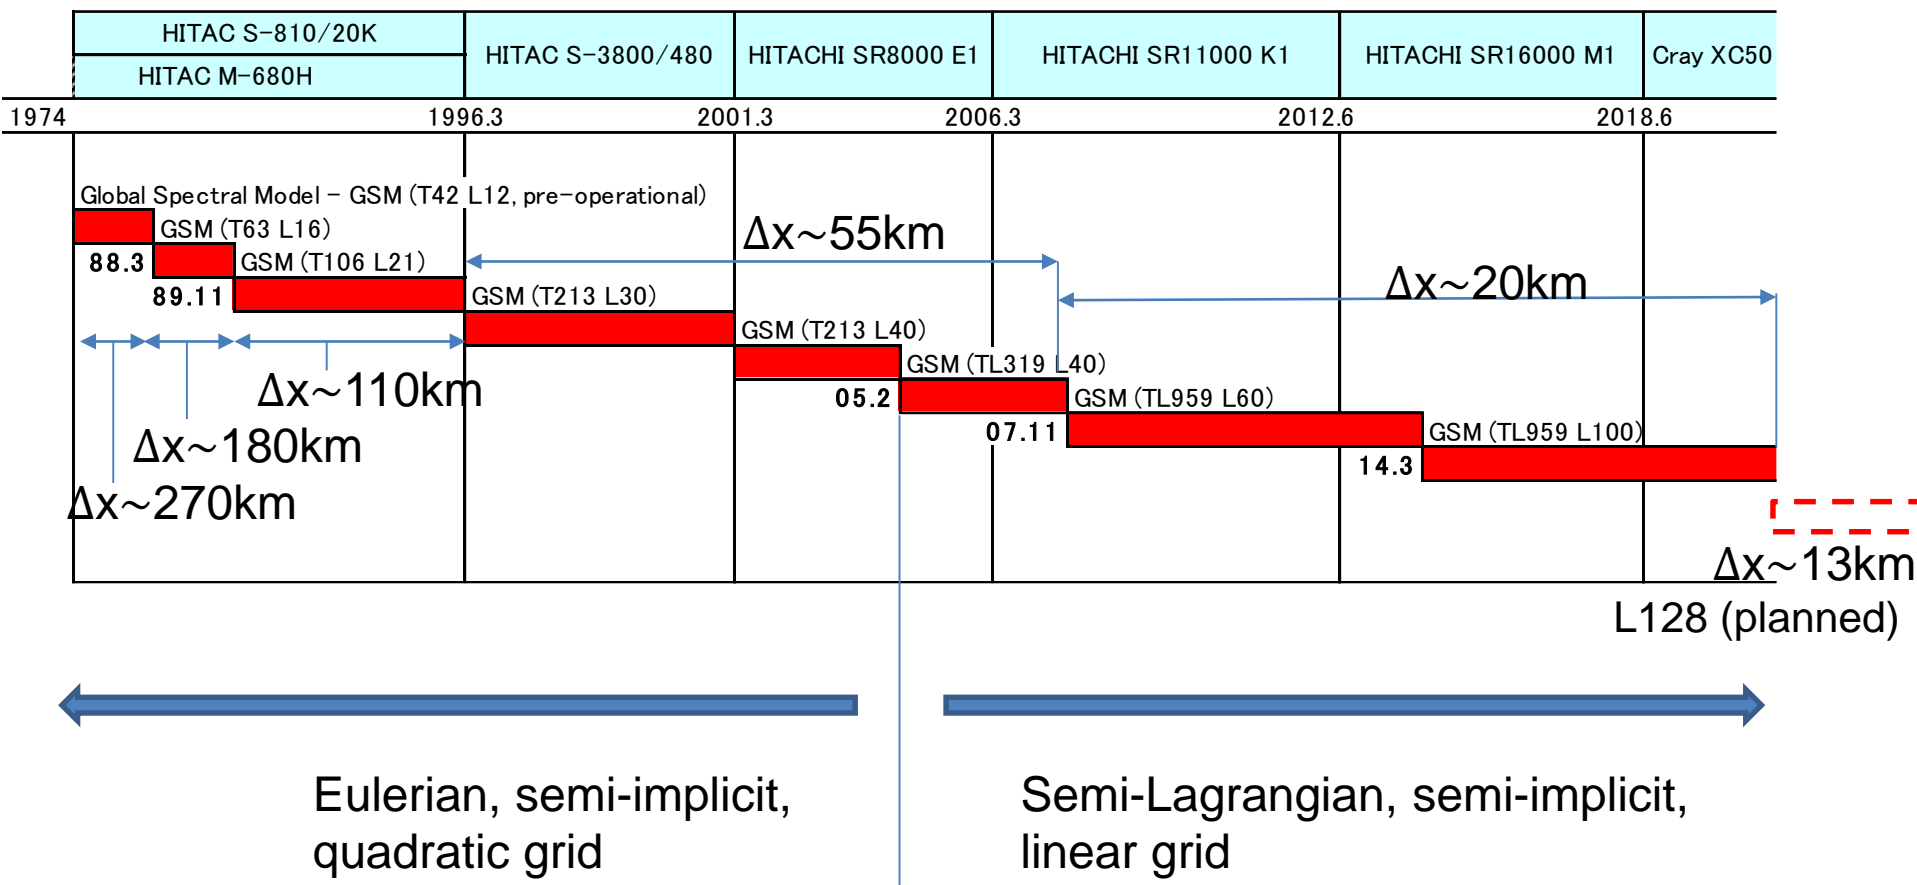 HITAC S-810/20K
HITAC M-680H
HITAC S-3800/480
HITACHI SR8000 E1
HITACHI SR11000 K1
HITACHI SR16000 M1
Cray XC50
1974
1996.3
2001.3
2006.3
2012.6
2018.6
Global Spectral Model - GSM (T42 L12, pre-operational)
GSM (T63 L16)
Δx~55km
88.3
GSM (T106 L21)
Δx~20km
89.11
GSM (T213 L30)
GSM (T213 L40)
GSM (TL319 L40)
Δx~110km
05.2
GSM (TL959 L60)
Δx~180km
07.11
GSM (TL959 L100)
14.3
Δx~270km
Δx~13km
L128 (planned)
Eulerian, semi-implicit,
quadratic grid
Semi-Lagrangian, semi-implicit,
linear grid